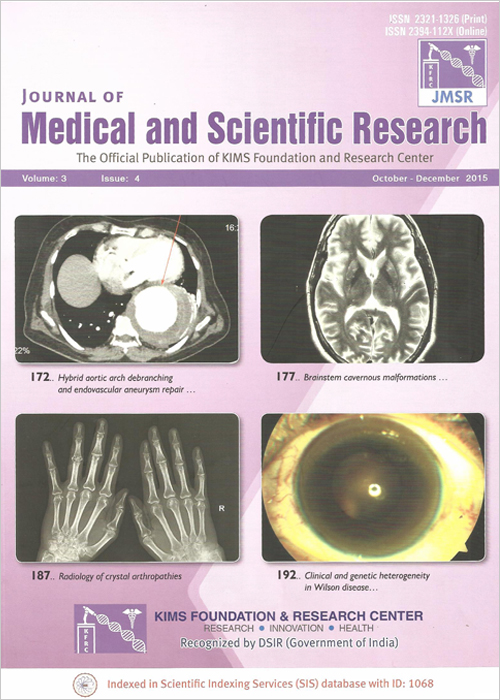 ISSN 2321-1326 (Print)
ISSN 2394-112X (Online)
KFRC
JMSR
JOURNAL OF
Medical and Scientific Research
The Official Publication of KIMS Foundation and Research Center
Volume: 3 Issue: 4 October - December 2015
16:
22%
172.. Hybrid aortic arch debranching
and endovascular aneurysm repair ...
177.. Brainstem cavernous malformations ...
R
187.. Radiology of crystal arthropathies
192.. Clinical and genetic heterogeneity
in Wilson disease...
KFRC
KIMS FOUNDATION & RESEARCH CENTER
RESEARCH • INNOVATION • HEALTH
Recognized by DSIR (Government of India)
Indexed in Scientific Indexing Services (SIS) database with ID: 1068